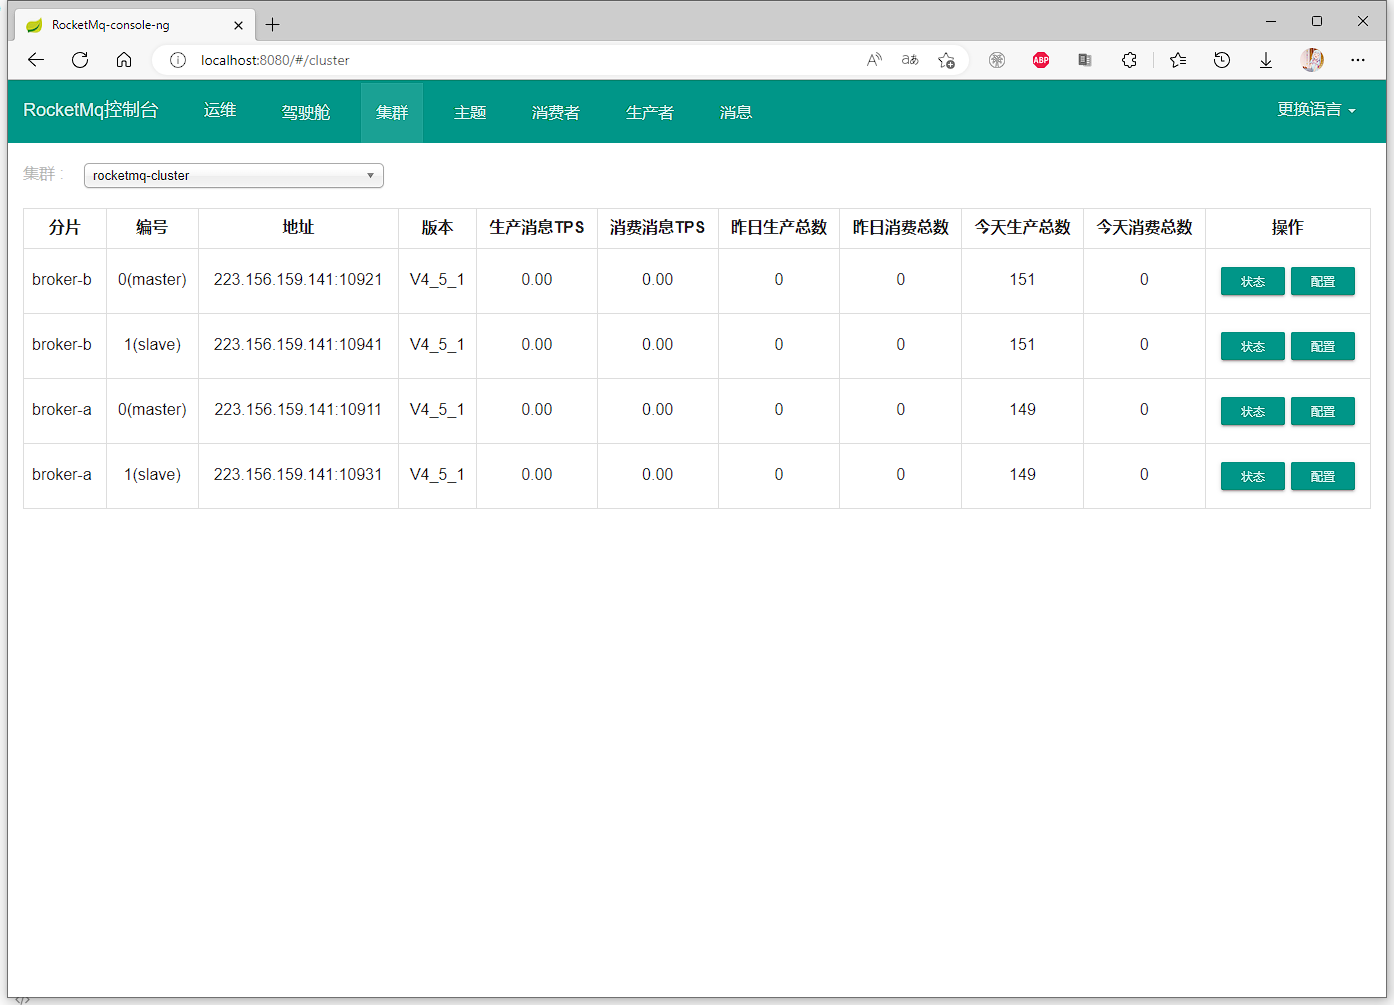 RocketMq-console-ng
localhost:8080/#/cluster
RocketMq控制台 运维 驾驶舱 集群 主题 消费者 生产者 消息 更换语言
集群 : rocketmq-cluster
分片 编号 地址 版本 生产消息TPS 消费消息TPS 昨日生产总数 昨日消费总数 今天生产总数 今天消费总数 操作
broker-b 0(master) 223.156.159.141:10921 V4_5_1 0.00 0.00 0 0 151 0 状态 配置
broker-b 1(slave) 223.156.159.141:10941 V4_5_1 0.00 0.00 0 0 151 0 状态 配置
broker-a 0(master) 223.156.159.141:10911 V4_5_1 0.00 0.00 0 0 149 0 状态 配置
broker-a 1(slave) 223.156.159.141:10931 V4_5_1 0.00 0.00 0 0 149 0 状态 配置